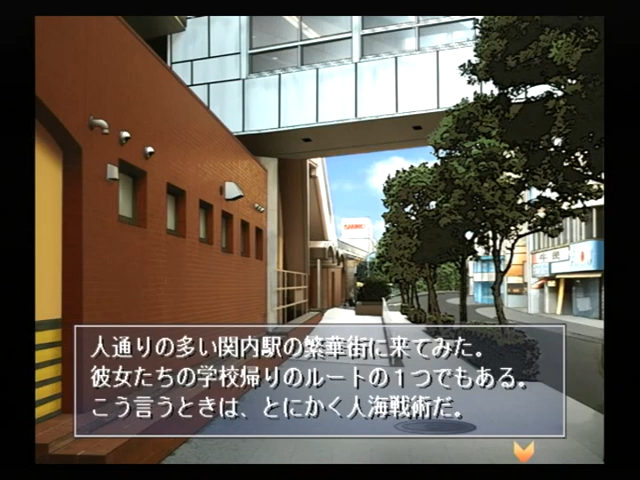 人通りの多い関内駅の繁華街に来てみた。
彼女たちの学校帰りのルートの１つでもある。
こう言うときは、とにかく人海戦術だ。